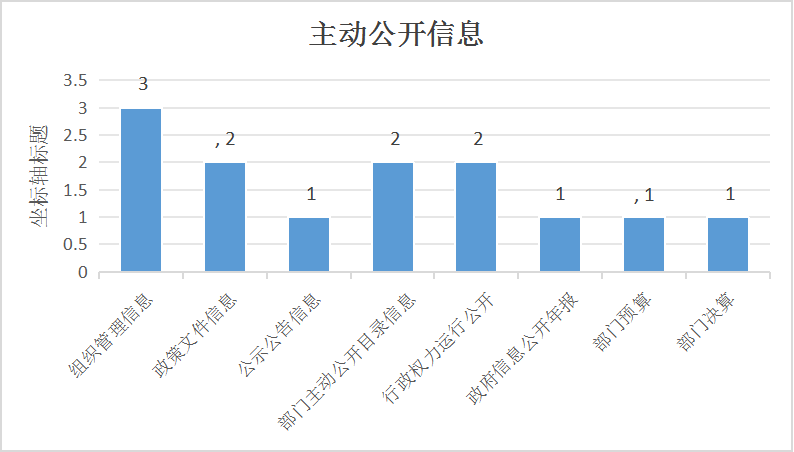 主动公开信息
坐标轴标题
3.5
3
2.5
2
1.5
1
0.5
0
3
, 2
1
2
2
1
, 1
1
组织管理信息
政策文件信息
公示公告信息
部门主动公开目录信息
行政权力运行公开
政府信息公开年报
部门预算
部门决算